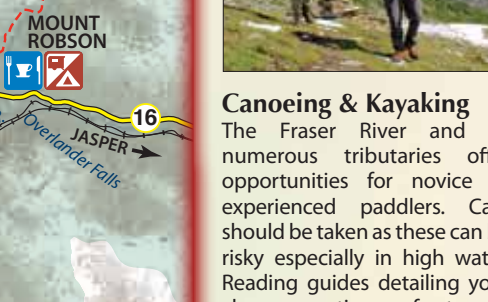 MOUNT
ROBSON
16
JASPER
Overlander Falls
Canoeing & Kayaking
The Fraser River and
numerous tributaries off
opportunities for novice
experienced paddlers. Ca
should be taken as these can
risky especially in high wat
Reading guides detailing yo